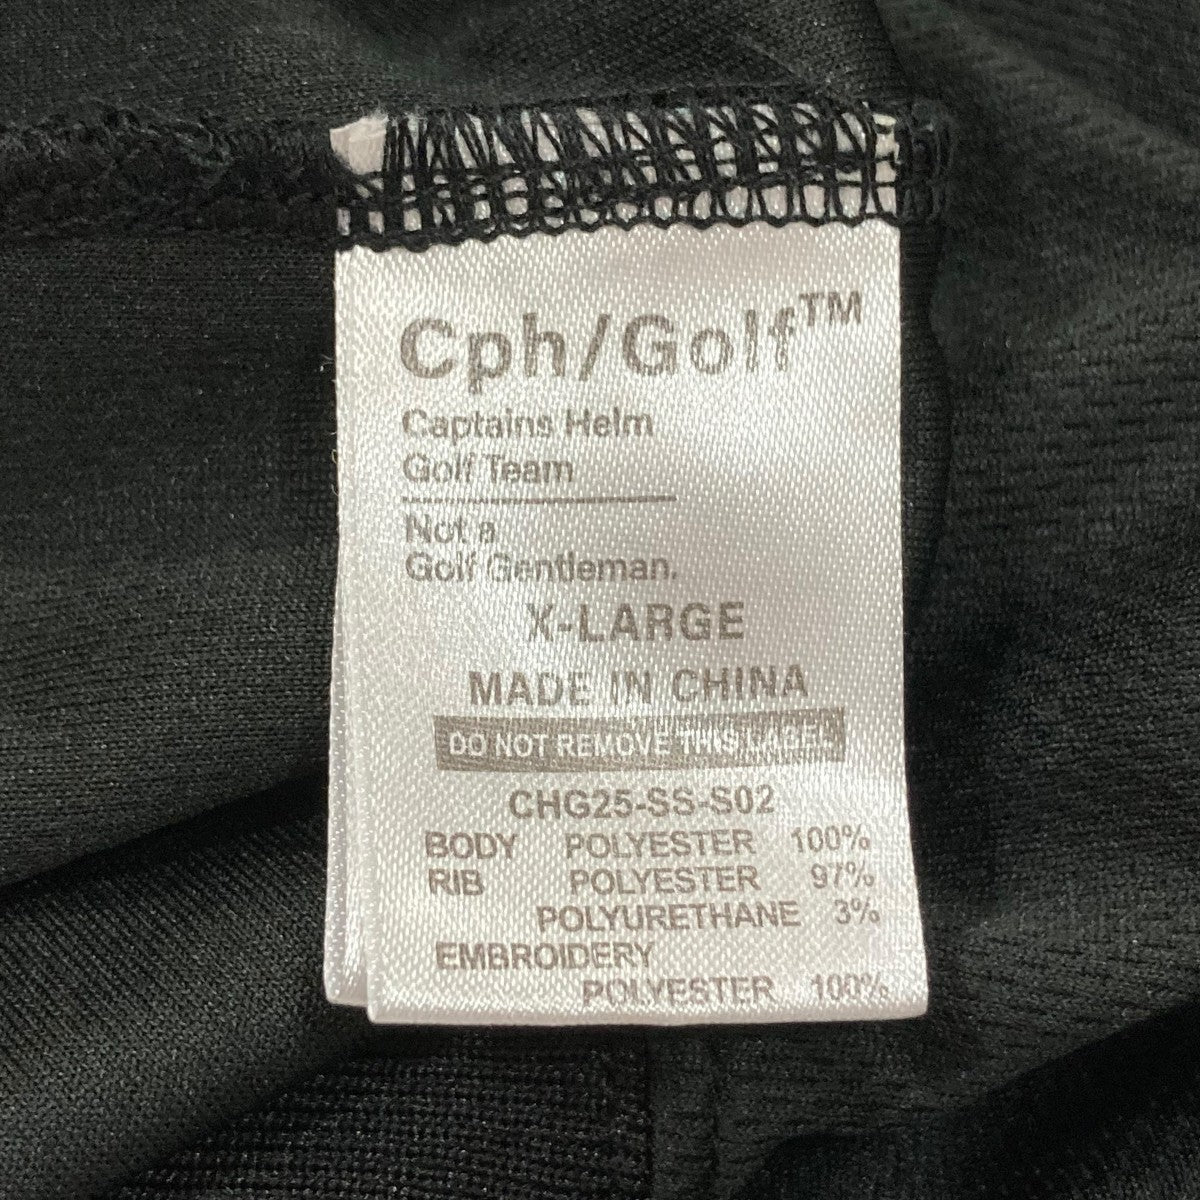 Cph/Golf™
Captains Helm
Golf Team
Not a
Golf Gentleman.
X-LARGE
MADE IN CHINA
DO NOT REMOVE THIS LABEL
CHG25-SS-S02
BODY POLYESTER 100%
RIB POLYESTER 97%
POLYURETHANE 3%
EMBROIDERY
POLYESTER 100%